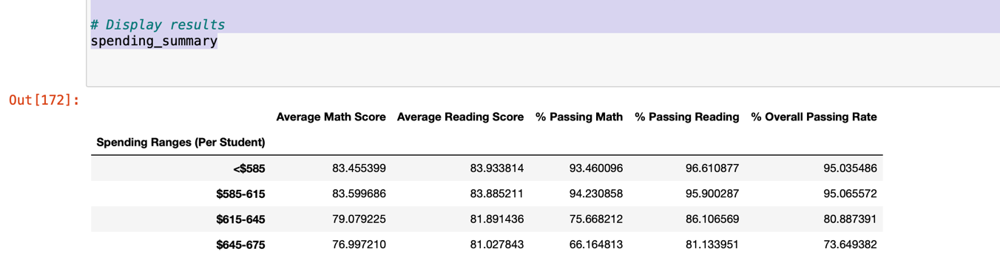 # Display results
spending_summary
Out[172]:
Average Math Score Average Reading Score % Passing Math % Passing Reading % Overall Passing Rate
Spending Ranges (Per Student)
<$585 83.455399 83.933814 93.460096 96.610877 95.035486
$585-615 83.599686 83.885211 94.230858 95.900287 95.065572
$615-645 79.079225 81.891436 75.668212 86.106569 80.887391
$645-675 76.997210 81.027843 66.164813 81.133951 73.649382